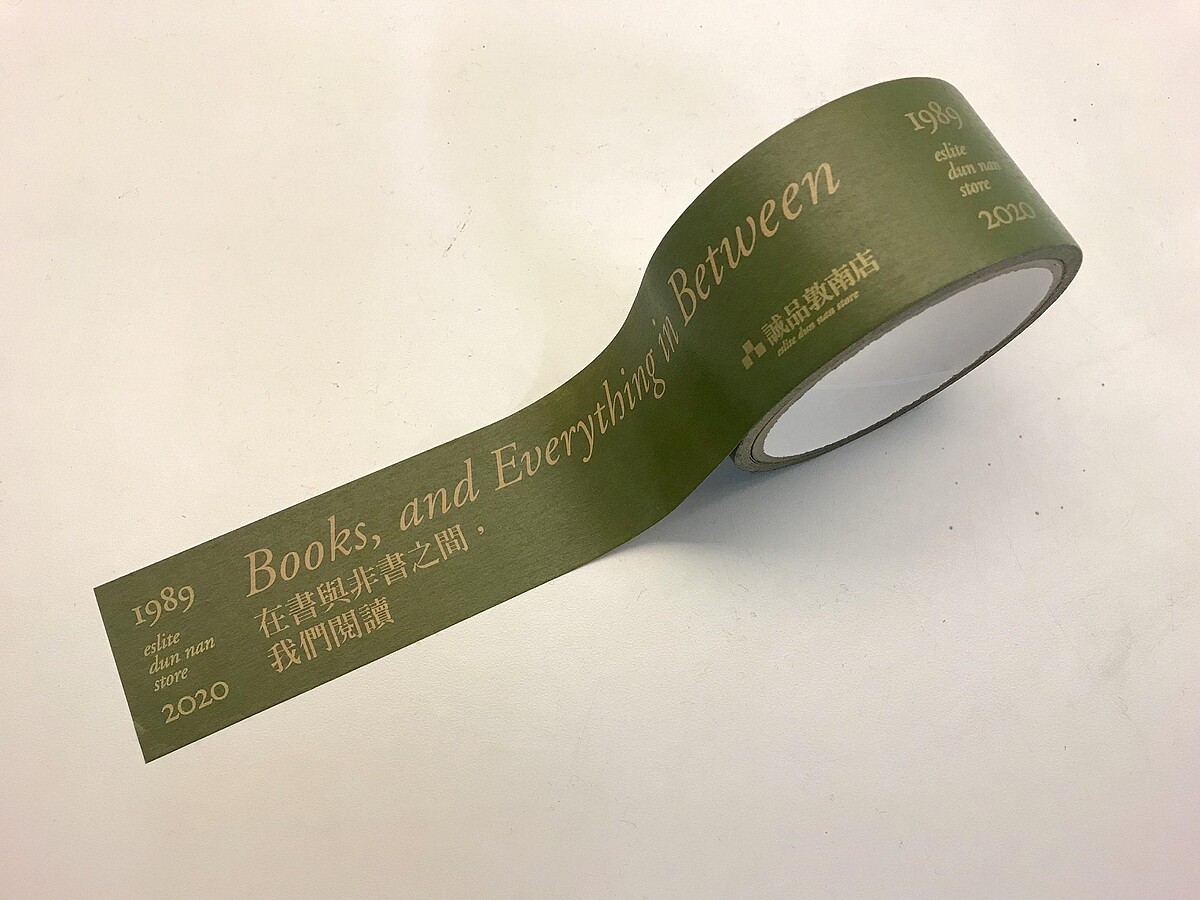 1989
eslite
dun nan
store
2020
Books, and Everything in Between
在書與非書之間，
我們閱讀
誠品敦南店
eslite dun nan store
1989
eslite
dun nan
store
2020